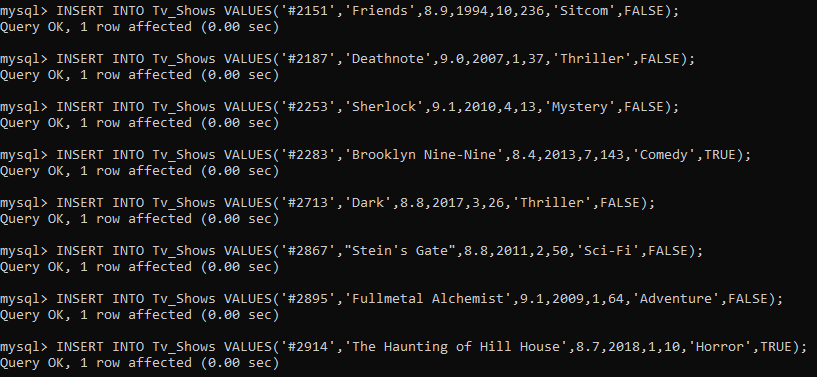 mysql> INSERT INTO Tv_Shows VALUES('#2151','Friends',8.9,1994,10,236,'Sitcom',FALSE);
Query OK, 1 row affected (0.00 sec)
mysql> INSERT INTO Tv_Shows VALUES('#2187','Deathnote',9.0,2007,1,37,'Thriller',FALSE);
Query OK, 1 row affected (0.00 sec)
mysql> INSERT INTO Tv_Shows VALUES('#2253','Sherlock',9.1,2010,4,13,'Mystery',FALSE);
Query OK, 1 row affected (0.00 sec)
mysql> INSERT INTO Tv_Shows VALUES('#2283','Brooklyn Nine-Nine',8.4,2013,7,143,'Comedy',TRUE);
Query OK, 1 row affected (0.00 sec)
mysql> INSERT INTO Tv_Shows VALUES('#2713','Dark',8.8,2017,3,26,'Thriller',FALSE);
Query OK, 1 row affected (0.00 sec)
mysql> INSERT INTO Tv_Shows VALUES('#2867',"Stein's Gate",8.8,2011,2,50,'Sci-Fi',FALSE);
Query OK, 1 row affected (0.00 sec)
mysql> INSERT INTO Tv_Shows VALUES('#2895','Fullmetal Alchemist',9.1,2009,1,64,'Adventure',FALSE);
Query OK, 1 row affected (0.00 sec)
mysql> INSERT INTO Tv_Shows VALUES('#2914','The Haunting of Hill House',8.7,2018,1,10,'Horror',TRUE);
Query OK, 1 row affected (0.00 sec)